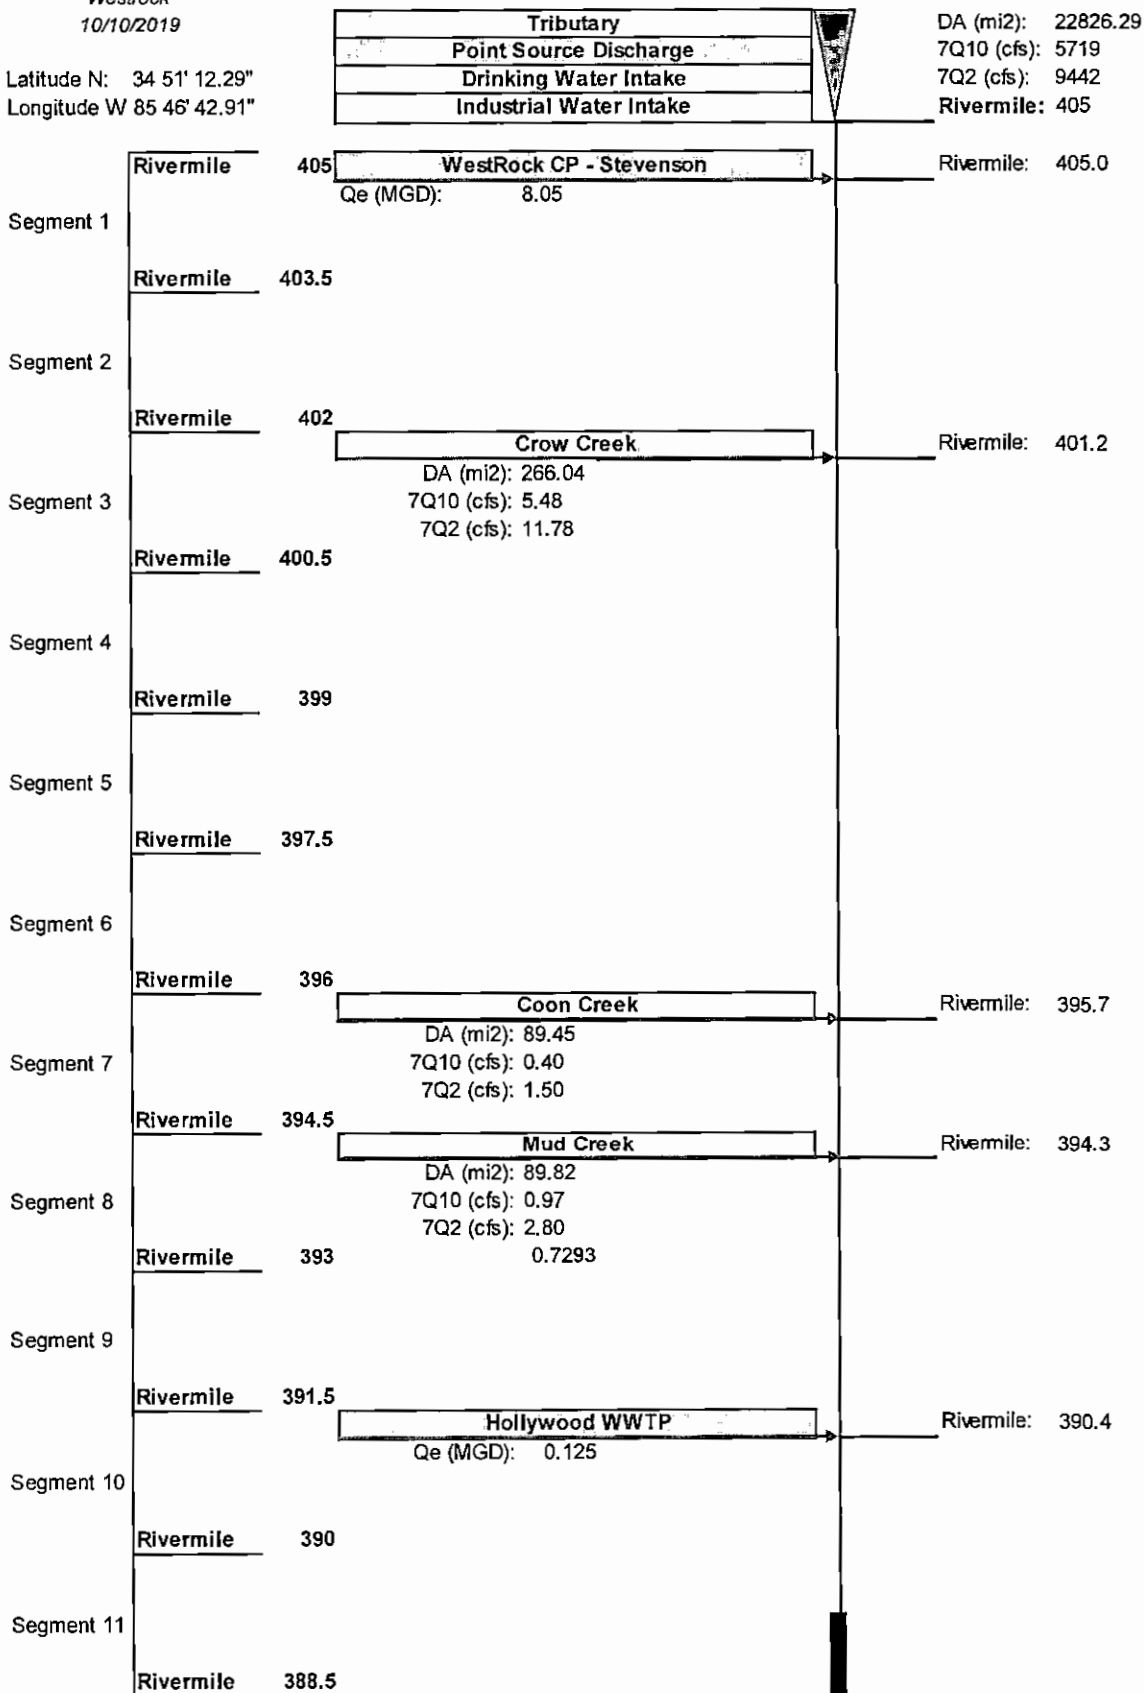 10/10/2019
Latitude N: 34 51' 12.29"
Longitude W 85 46' 42.91"
Tributary
Point Source Discharge
Drinking Water Intake
Industrial Water Intake
DA (mi2): 22826.29
7Q10 (cfs): 5719
7Q2 (cfs): 9442
Rivermile: 405
Rivermile 405
WestRock CP - Stevenson
Rivermile: 405.0
Qe (MGD): 8.05
Segment 1
Rivermile 403.5
Segment 2
Rivermile 402
Crow Creek
Rivermile: 401.2
DA (mi2): 266.04
7Q10 (cfs): 5.48
7Q2 (cfs): 11.78
Segment 3
Rivermile 400.5
Segment 4
Rivermile 399
Segment 5
Rivermile 397.5
Segment 6
Rivermile 396
Coon Creek
Rivermile: 395.7
DA (mi2): 89.45
7Q10 (cfs): 0.40
7Q2 (cfs): 1.50
Segment 7
Rivermile 394.5
Mud Creek
Rivermile: 394.3
DA (mi2): 89.82
7Q10 (cfs): 0.97
7Q2 (cfs): 2.80
Segment 8
Rivermile 393
0.7293
Segment 9
Rivermile 391.5
Hollywood WWTP
Rivermile: 390.4
Qe (MGD): 0.125
Segment 10
Rivermile 390
Segment 11
Rivermile 388.5